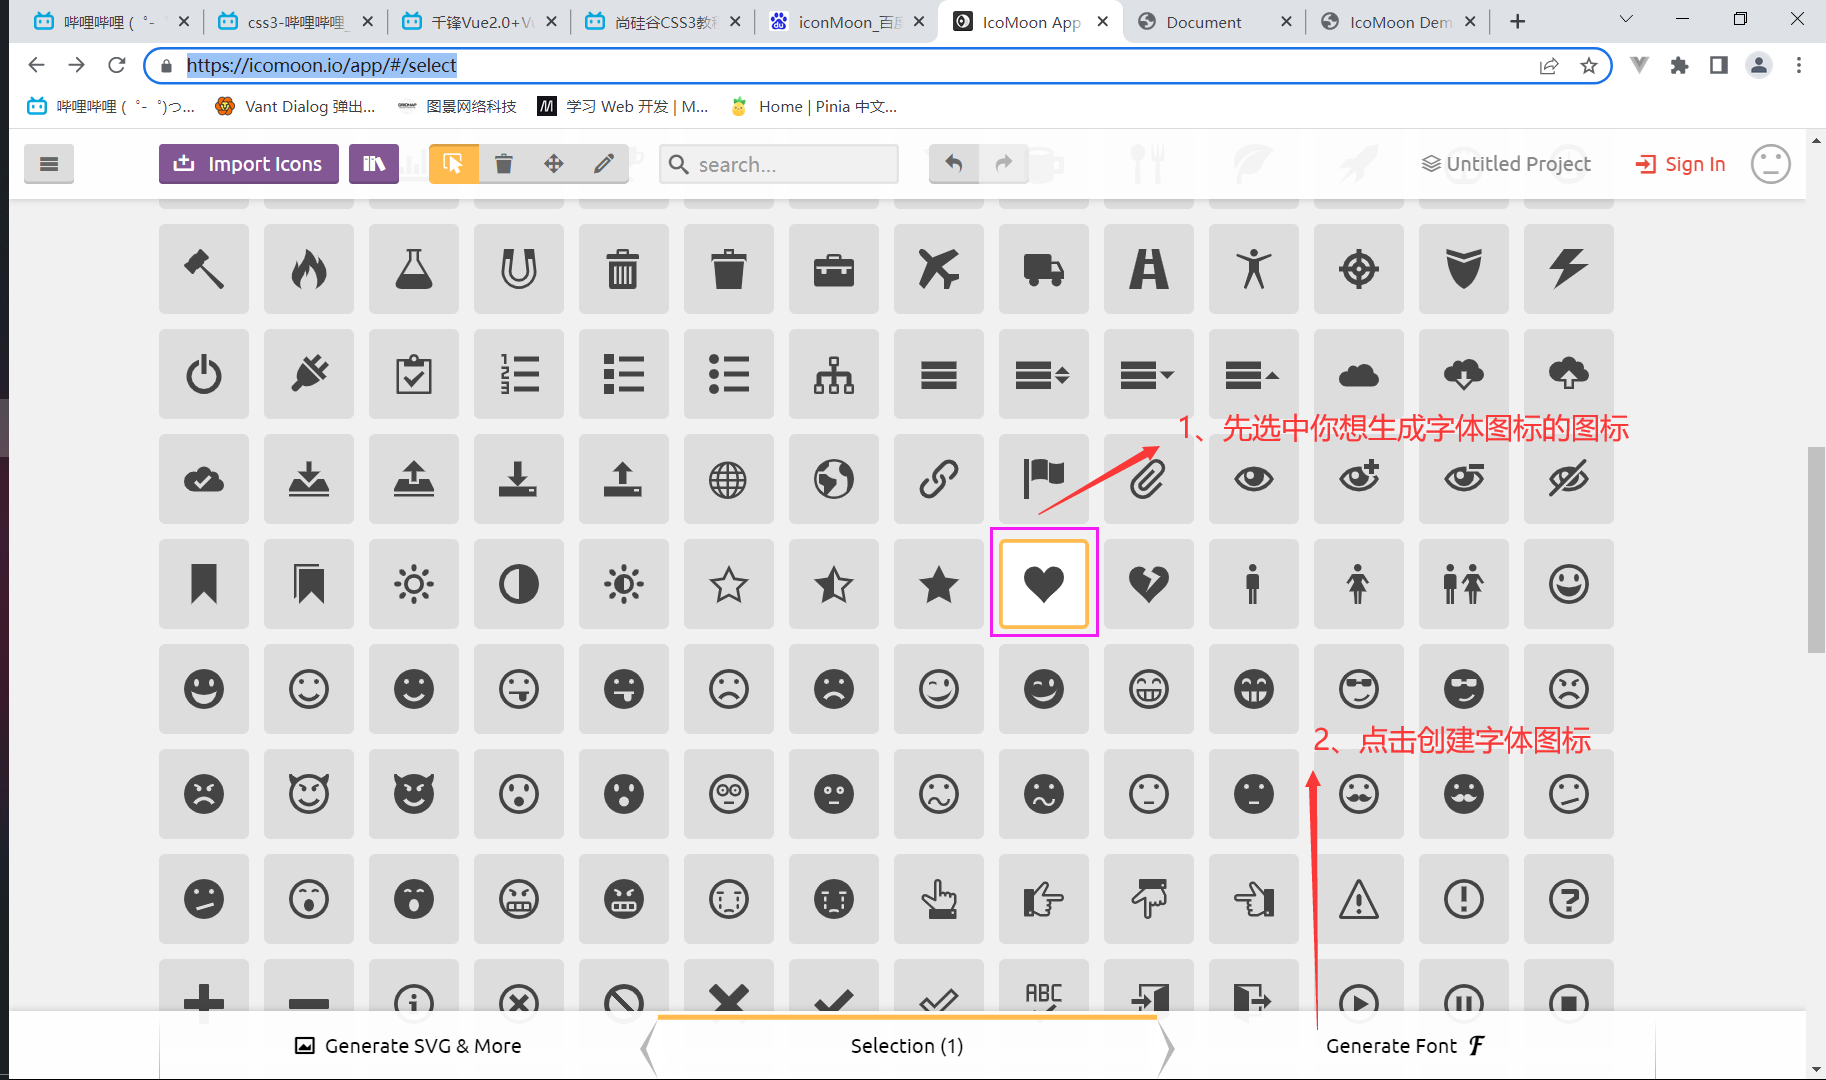 哔哩哔哩 ( ゜-
css3-哔哩哔哩_
千锋Vue2.0+Vu
尚硅谷CSS3教程
iconMoon_百度
IcoMoon App
Document
IcoMoon Dem
https://icomoon.io/app/#/select
哔哩哔哩 ( ゜- ゜)つ...
Vant Dialog 弹出...
图景网络科技
学习 Web 开发 | M...
Home | Pinia 中文...
Import Icons
search...
Untitled Project
Sign In
1、先选中你想生成字体图标的图标
2、点击创建字体图标
ABC
Generate SVG & More
Selection (1)
Generate Font